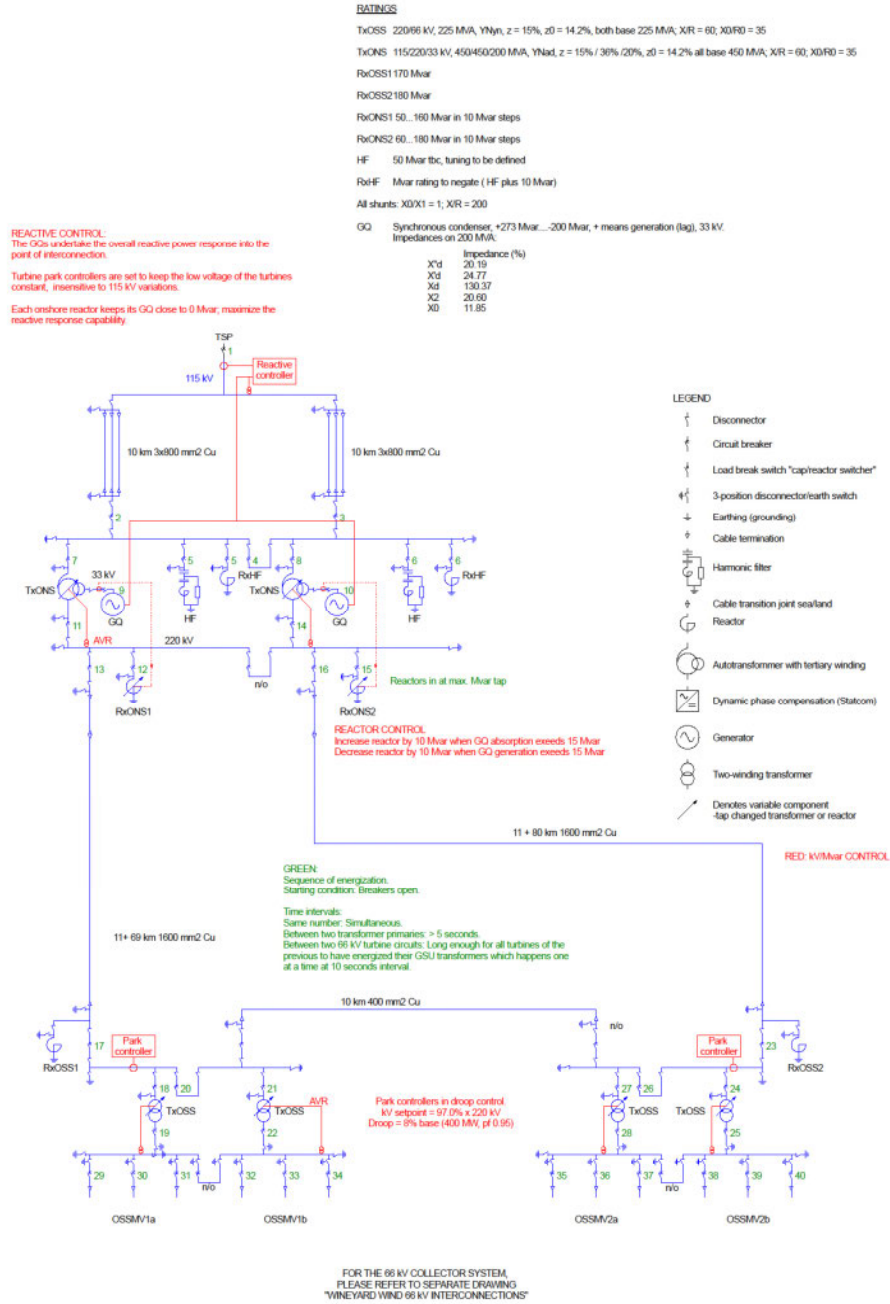 RATINGS
TxOSS 220/66 kV, 225 MVA, YNyn, z = 15%, z0 = 14.2%, both base 225 MVA; X/R = 60; X0/R0 = 35
TxONS 115/220/33 kV, 450/450/200 MVA, YNad, z = 15% / 36% /20%, z0 = 14.2% all base 450 MVA; X/R = 60; X0/R0 = 35
RxOSS1 170 Mvar
RxOSS2 180 Mvar
RxONS1 50...160 Mvar in 10 Mvar steps
RxONS2 60...180 Mvar in 10 Mvar steps
HF 50 Mvar tbc, tuning to be defined
RxHF Mvar rating to negate ( HF plus 10 Mvar)
All shunts: X0/X1 = 1; X/R = 200
GQ Synchronous condenser, +273 Mvar....-200 Mvar, + means generation (lag), 33 kV.
Impedances on 200 MVA:
Impedance (%)
X"d 20.19
X'd 24.77
Xd 130.37
X2 20.60
X0 11.85
REACTIVE CONTROL:
The GQs undertake the overall reactive power response into the
point of interconnection.
Turbine park controllers are set to keep the low voltage of the turbines
constant, insensitive to 115 kV variations.
Each onshore reactor keeps its GQ close to 0 Mvar; maximize the
reactive response capablility.
TSP
1
Reactive
controller
115 kV
10 km 3x800 mm2 Cu
10 km 3x800 mm2 Cu
2
3
7
5
5
4
8
6
6
33 kV
RxHF
RxHF
TxONS
9
TxONS
10
GQ
HF
GQ
HF
11
14
AVR
220 kV
13
12
16
15
n/o
Reactors in at max. Mvar tap
RxONS1
RxONS2
REACTOR CONTROL
Increase reactor by 10 Mvar when GQ absorption exeeds 15 Mvar
Decrease reactor by 10 Mvar when GQ generation exeeds 15 Mvar
LEGEND
Disconnector
Circuit breaker
Load break switch "cap/reactor switcher"
3-position disconnector/earth switch
Earthing (grounding)
Cable termination
Harmonic filter
Cable transition joint sea/land
Reactor
Autotransformmer with tertiary winding
Dynamic phase compensation (Statcom)
Generator
Two-winding transformer
Denotes variable component
-tap changed transformer or reactor
11 + 80 km 1600 mm2 Cu
RED: kV/Mvar CONTROL
GREEN:
Sequence of energization.
Starting condition: Breakers open.
Time intervals:
Same number: Simultaneous.
Between two transformer primaries: > 5 seconds.
Between two 66 kV turbine circuits: Long enough for all turbines of the
previous to have energized their GSU transformers which happens one
at a time at 10 seconds interval.
11+ 69 km 1600 mm2 Cu
10 km 400 mm2 Cu
n/o
RxOSS1
17
Park
controller
Park
controller
23
RxOSS2
18
20
21
27
26
24
TxOSS
TxOSS
AVR
TxOSS
TxOSS
Park controllers in droop control
kV setpoint = 97.0% x 220 kV
Droop = 8% base (400 MW, pf 0.95)
19
22
28
25
29
30
31
n/o
32
33
34
35
36
37
n/o
38
39
40
OSSMV1a
OSSMV1b
OSSMV2a
OSSMV2b
FOR THE 66 kV COLLECTOR SYSTEM,
PLEASE REFER TO SEPARATE DRAWING
"WINEYARD WIND 66 kV INTERCONNECTIONS"